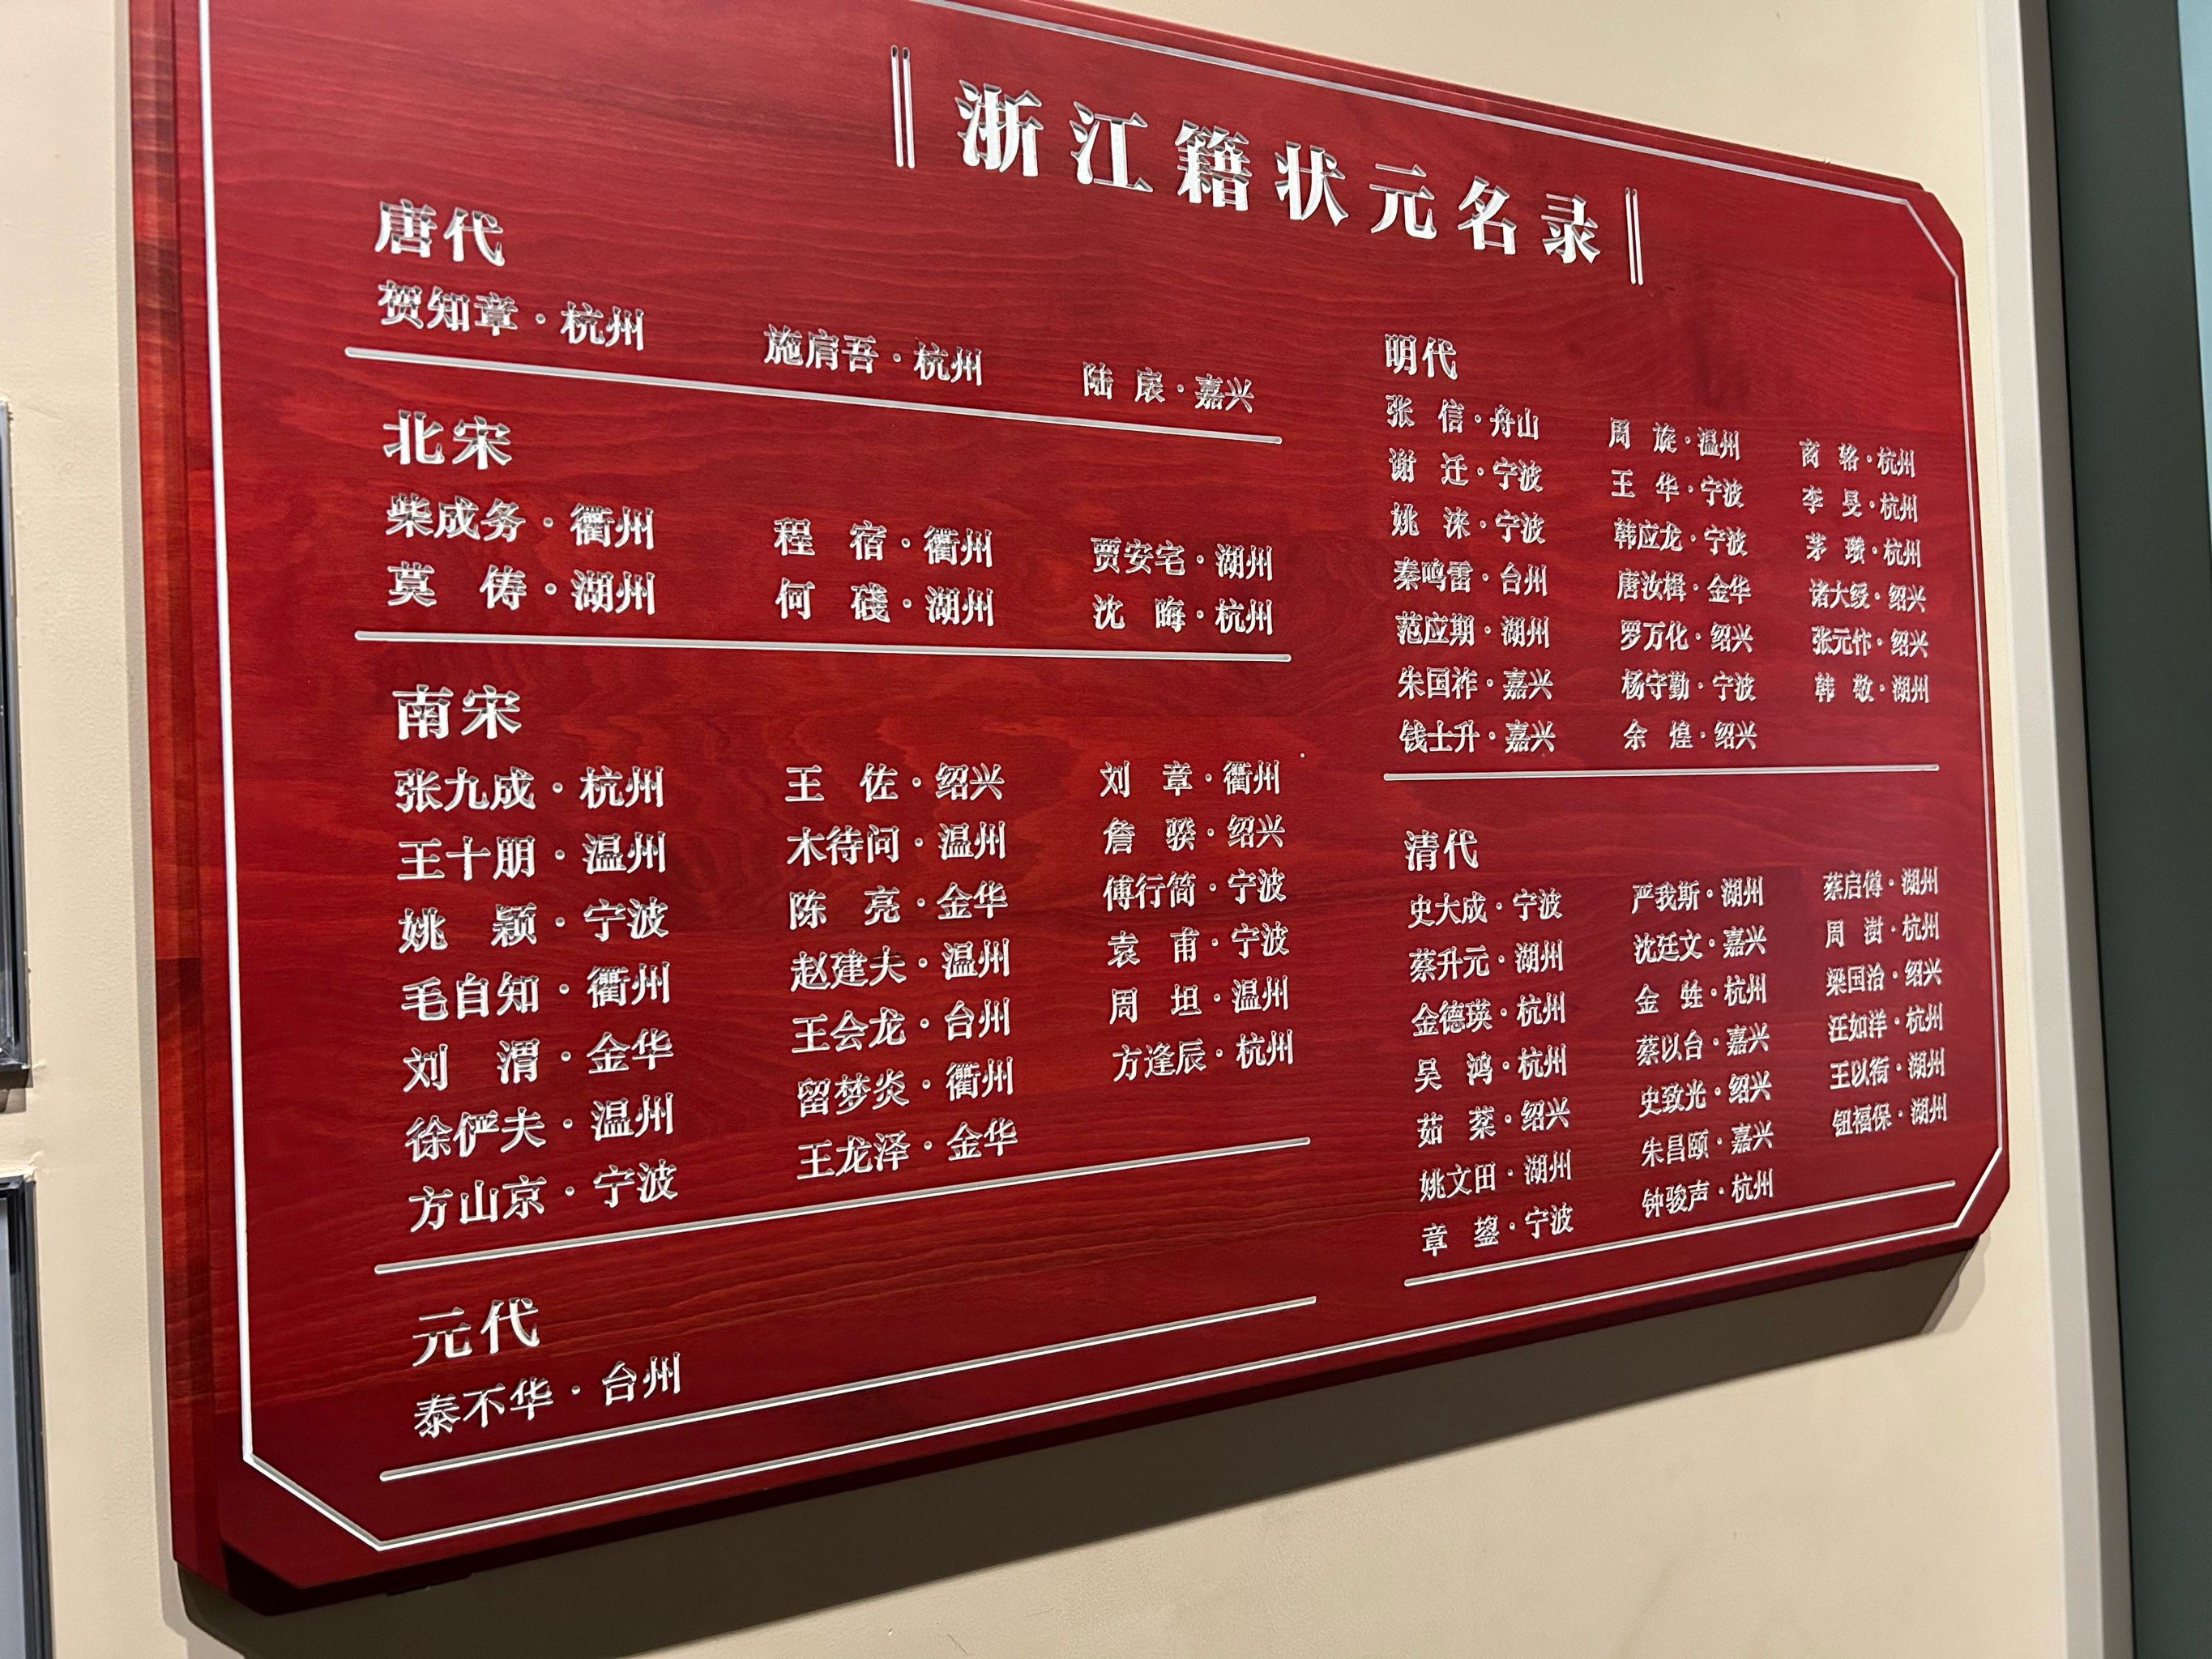 浙江籍状元名录
唐代
贺知章·杭州 施肩吾·杭州 陆 扆·嘉兴
北宋
柴成务·衢州 程 宿·衢州 贾安宅·湖州
莫 俦·湖州 何 㮚·湖州 沈 晦·杭州
南宋
张九成·杭州 王 佐·绍兴 刘 章·衢州
王十朋·温州 木待问·温州 詹 骙·绍兴
姚 颖·宁波 陈 亮·金华 傅行简·宁波
毛自知·衢州 赵建夫·温州 袁 甫·宁波
刘 渭·金华 王会龙·台州 周 坦·温州
徐俨夫·温州 留梦炎·衢州 方逢辰·杭州
方山京·宁波 王龙泽·金华
元代
泰不华·台州
明代
张 信·舟山 周 旋·温州 商 辂·杭州
谢 迁·宁波 王 华·宁波 李 旻·杭州
姚 涞·宁波 韩应龙·宁波 茅 瓒·杭州
秦鸣雷·台州 唐汝楫·金华 诸大绶·绍兴
范应期·湖州 罗万化·绍兴 张元忭·绍兴
朱国祚·嘉兴 杨守勤·宁波 韩 敬·湖州
钱士升·嘉兴 余 煌·绍兴
清代
史大成·宁波 严我斯·湖州 蔡启僔·湖州
蔡升元·湖州 沈廷文·嘉兴 周 澍·杭州
金德瑛·杭州 金 甡·杭州 梁国治·绍兴
吴 鸿·杭州 蔡以台·嘉兴 汪如洋·杭州
茹 棻·绍兴 史致光·绍兴 王以衔·湖州
姚文田·湖州 朱昌颐·嘉兴 钮福保·湖州
章 鋆·宁波 钟骏声·杭州